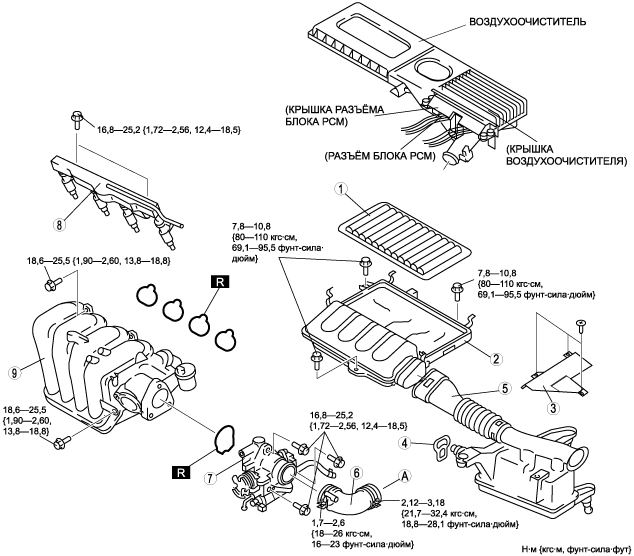 ВОЗДУХООЧИСТИТЕЛЬ
16,8—25,2 {1,72—2,56, 12,4—18,5}
(КРЫШКА РАЗЪЁМА
БЛОКА PCM)
(РАЗЪЁМ БЛОКА PCM)
(КРЫШКА
ВОЗДУХООЧИСТИТЕЛЯ)
1
8
7,8—10,8
{80—110 кгс·см,
69,1—95,5 фунт-сила·
дюйм}
18,6—25,5 {1,90—2,60, 13,8—18,8}
R
7,8—10,8
{80—110 кгс·см,
69,1—95,5 фунт-сила·дюйм}
2
9
5
3
18,6—25,5
{1,90—2,60,
13,8—18,8}
16,8—25,2
{1,72—2,56, 12,4—18,5}
4
R
7
6
A
2,12—3,18
{21,7—32,4 кгс·см,
18,8—28,1 фунт-сила·дюйм}
1,7—2,6
{18—26 кгс·см,
16—23 фунт-сила·дюйм}
Н·м {кгс·м, фунт-сила·фут}